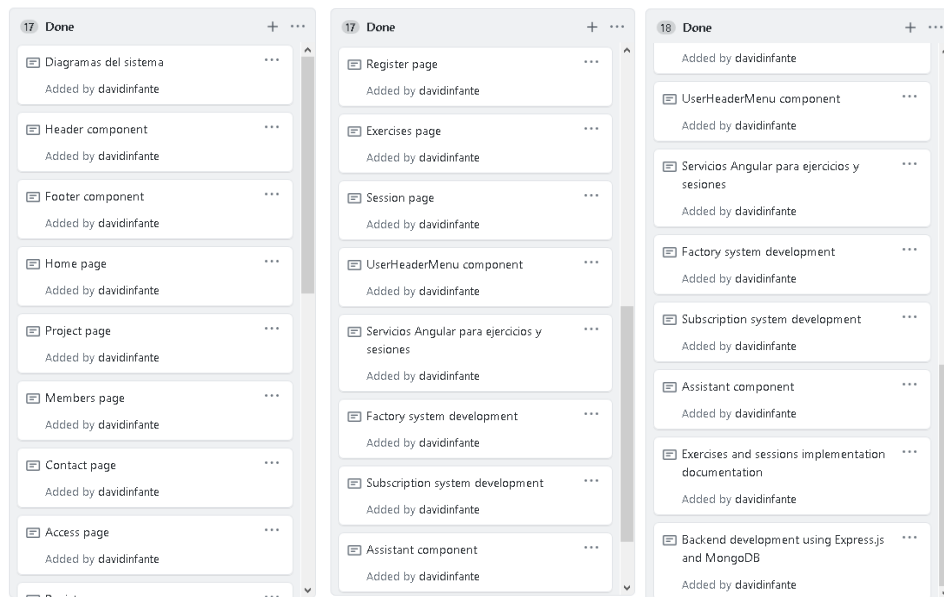 17 Done
Diagramas del sistema
Added by davidinfante
Header component
Added by davidinfante
Footer component
Added by davidinfante
Home page
Added by davidinfante
Project page
Added by davidinfante
Members page
Added by davidinfante
Contact page
Added by davidinfante
Access page
Added by davidinfante
17 Done
Register page
Added by davidinfante
Exercises page
Added by davidinfante
Session page
Added by davidinfante
UserHeaderMenu component
Added by davidinfante
Servicios Angular para ejercicios y
sesiones
Added by davidinfante
Factory system development
Added by davidinfante
Subscription system development
Added by davidinfante
Assistant component
Added by davidinfante
18 Done
Added by davidinfante
UserHeaderMenu component
Added by davidinfante
Servicios Angular para ejercicios y
sesiones
Added by davidinfante
Factory system development
Added by davidinfante
Subscription system development
Added by davidinfante
Assistant component
Added by davidinfante
Exercises and sessions implementation
documentation
Added by davidinfante
Backend development using Express.js
and MongoDB
Added by davidinfante